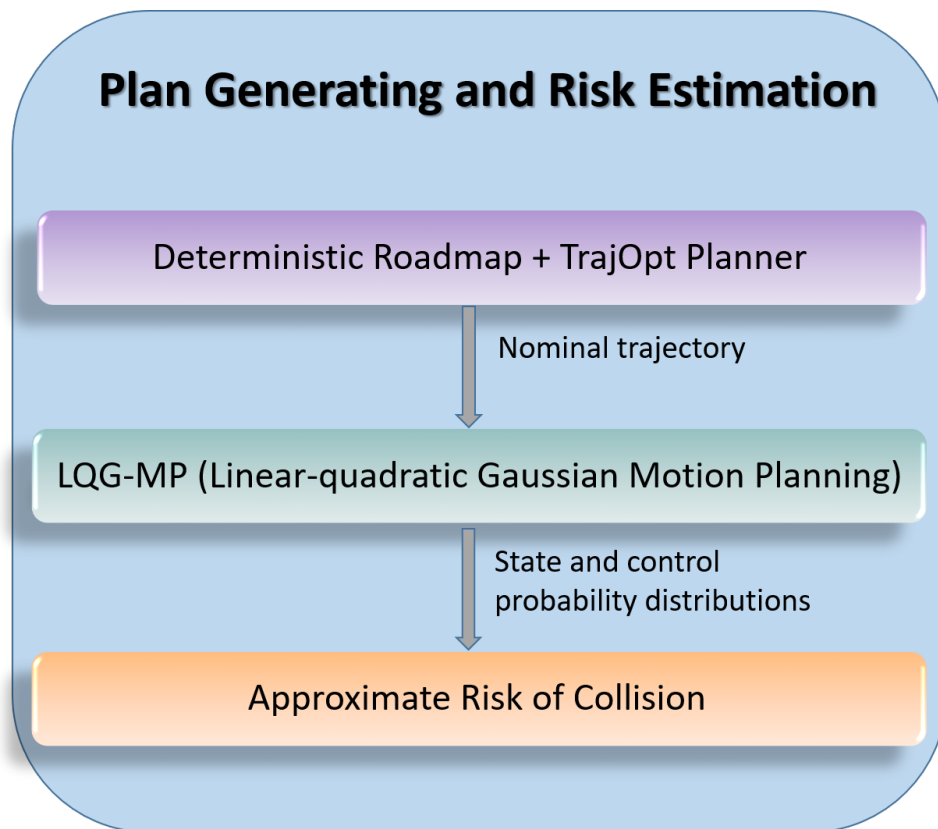 Plan Generating and Risk Estimation
Deterministic Roadmap + TrajOpt Planner
Nominal trajectory
LQG-MP (Linear-quadratic Gaussian Motion Planning)
State and control
probability distributions
Approximate Risk of Collision